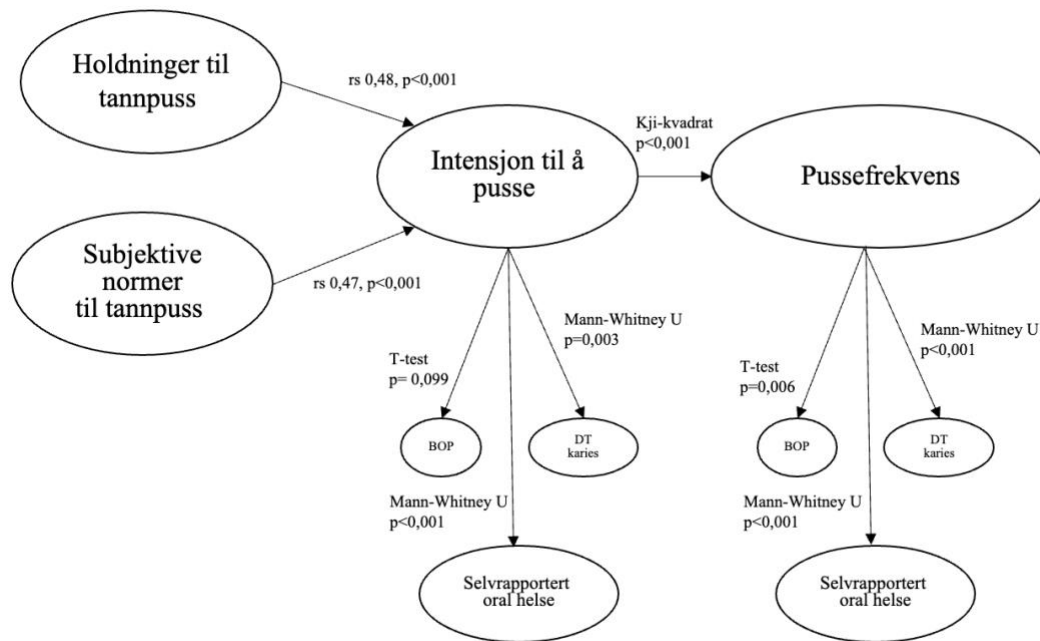 Holdninger til
tannpuss
rs 0,48, p<0,001
Subjektive
normer
til tannpuss
rs 0,47, p<0,001
Intensjon til å
pusse
Kji-kvadrat
p<0,001
Pussefrekvens
T-test
p= 0,099
Mann-Whitney U
p=0,003
BOP
DT
karies
Mann-Whitney U
p<0,001
Selvrapportert
oral helse
T-test
p=0,006
Mann-Whitney U
p<0,001
BOP
DT
karies
Mann-Whitney U
p<0,001
Selvrapportert
oral helse